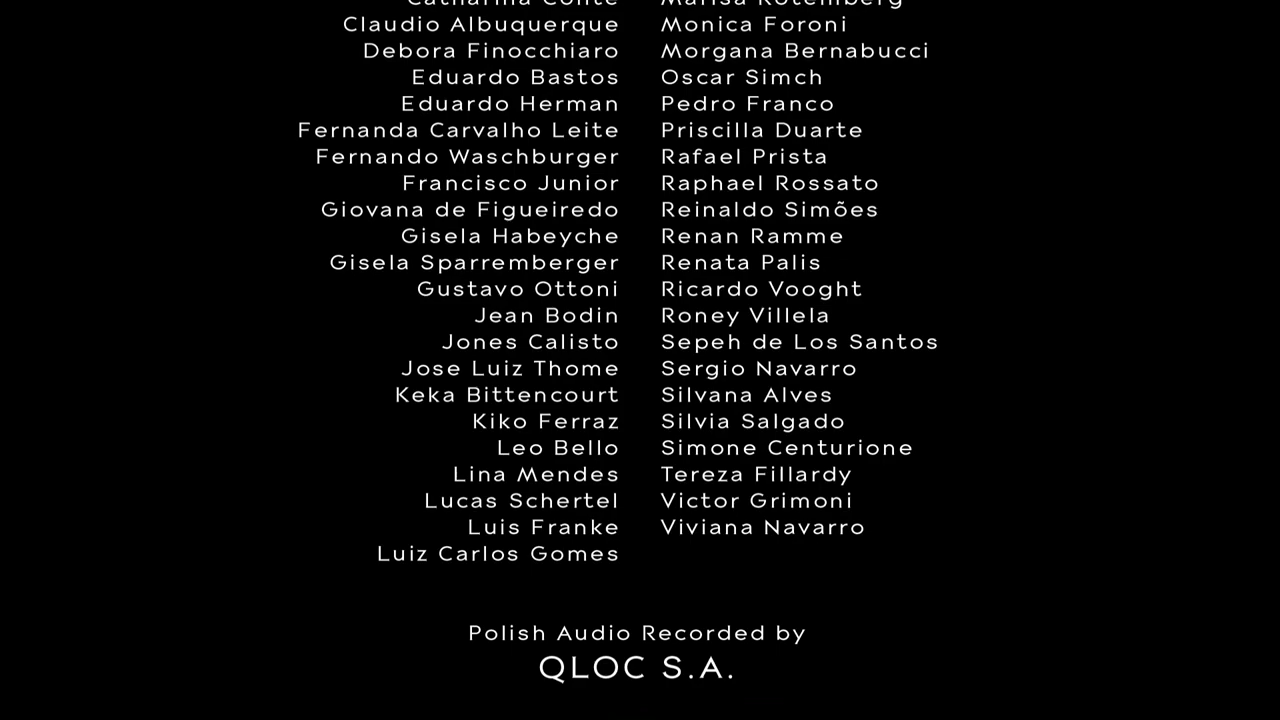 Catharina Conte Marisa Rotemberg
Claudio Albuquerque Monica Foroni
Debora Finocchiaro Morgana Bernabucci
Eduardo Bastos Oscar Simch
Eduardo Herman Pedro Franco
Fernanda Carvalho Leite Priscilla Duarte
Fernando Waschburger Rafael Prista
Francisco Junior Raphael Rossato
Giovana de Figueiredo Reinaldo Simões
Gisela Habeyche Renan Ramme
Gisela Sparremberger Renata Palis
Gustavo Ottoni Ricardo Vooght
Jean Bodin Roney Villela
Jones Calisto Sepeh de Los Santos
Jose Luiz Thome Sergio Navarro
Keka Bittencourt Silvana Alves
Kiko Ferraz Silvia Salgado
Leo Bello Simone Centurione
Lina Mendes Tereza Fillardy
Lucas Schertel Victor Grimoni
Luis Franke Viviana Navarro
Luiz Carlos Gomes
Polish Audio Recorded by
QLOC S.A.